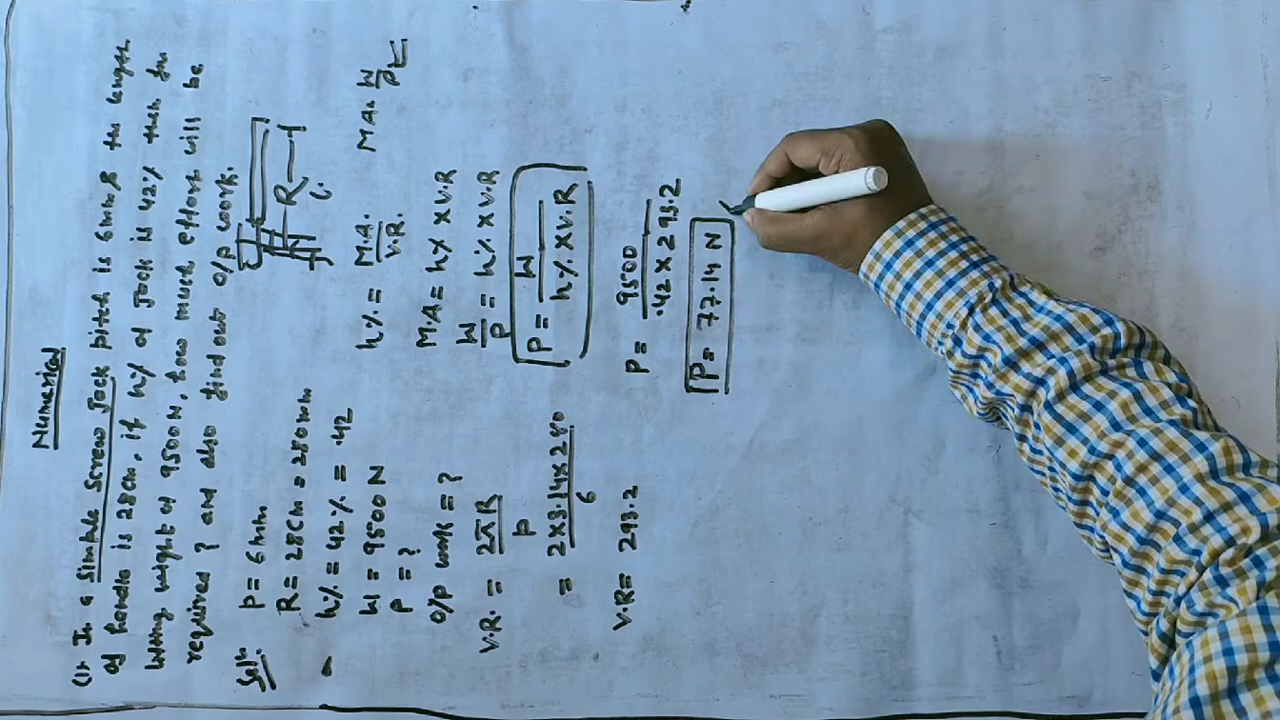 Numerical
(1) In a Simple Screw Jack pitch is 6mm & the length
of handle is 28cm, if η% of Jack is 42% then for
lifting weight of 9500N, how much effort will be
required ? and also find out O/P work.
Solⁿ.
p = 6mm
R = 28cm = 280mm
η% = 42% = .42
W = 9500 N
P = ?
O/P work = ?
V.R. = 2πR / p
= 2×3.14×280 / 6
V.R = 293.2
R
η% = M.A. / V.R.
M.A. W / P
M.A = η% × V.R
W / P = η% × V.R
P = W / η% × V.R
P = 9500 / .42 × 293.2
P = 77.14 N